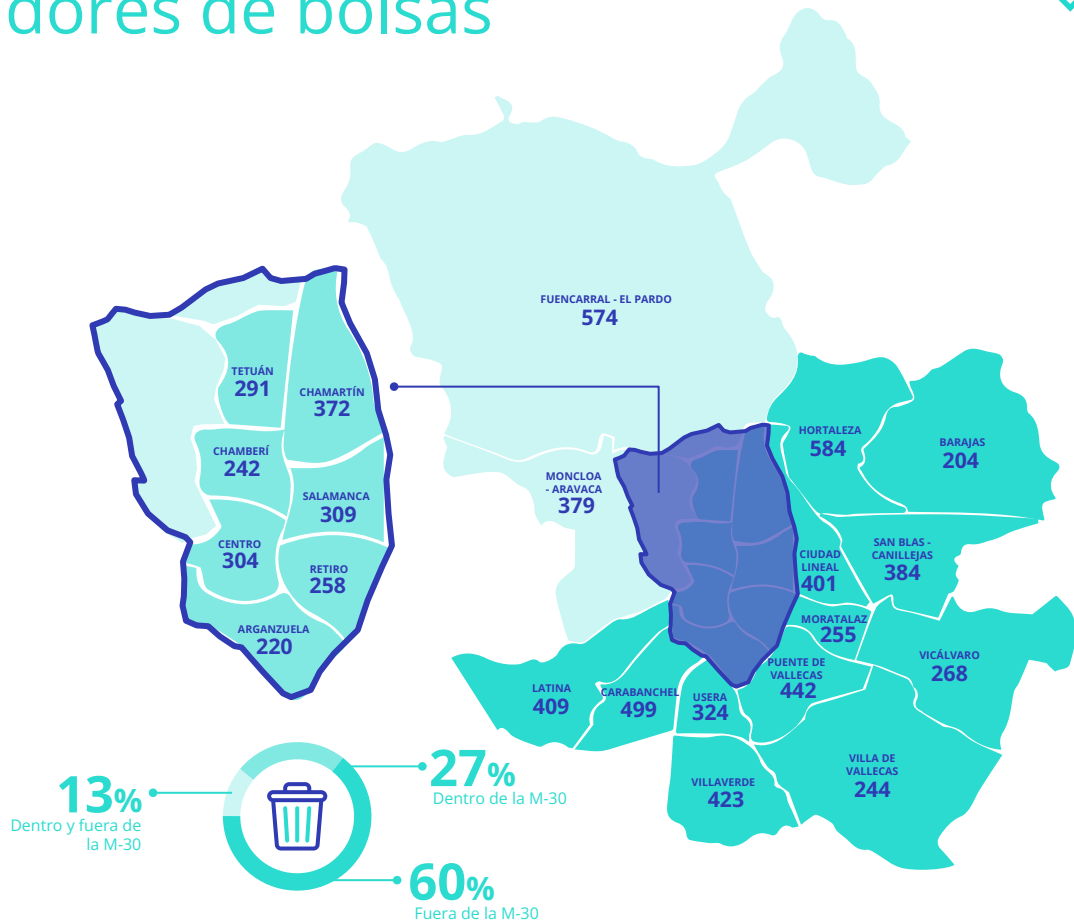 dores de bolsas
FUENCARRAL - EL PARDO
574
TETUÁN
291
CHAMARTÍN
372
CHAMBERÍ
242
SALAMANCA
309
CENTRO
304
RETIRO
258
ARGANZUELA
220
MONCLOA
- ARAVACA
379
HORTALEZA
584
BARAJAS
204
CIUDAD
LINEAL
401
SAN BLAS -
CANILLEJAS
384
MORATALAZ
255
VICÁLVARO
268
PUENTE DE
VALLECAS
442
LATINA
409
CARABANCHEL
499
USERA
324
VILLAVERDE
423
VILLA DE
VALLECAS
244
13%
Dentro y fuera de
la M-30
27%
Dentro de la M-30
60%
Fuera de la M-30